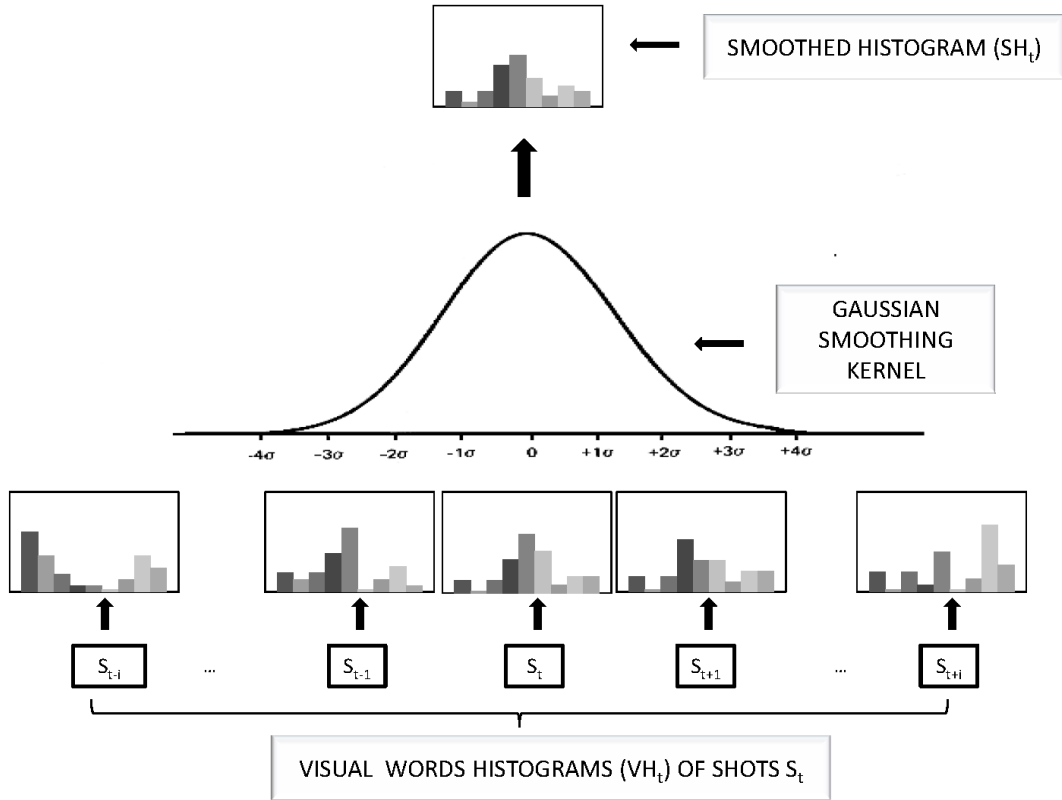 SMOOTHED HISTOGRAM (SHt)
GAUSSIAN
SMOOTHING
KERNEL
-4σ -3σ -2σ -1σ 0 +1σ +2σ +3σ +4σ
St-i ... St-1 St St+1 ... St+i
VISUAL WORDS HISTOGRAMS (VHt) OF SHOTS St